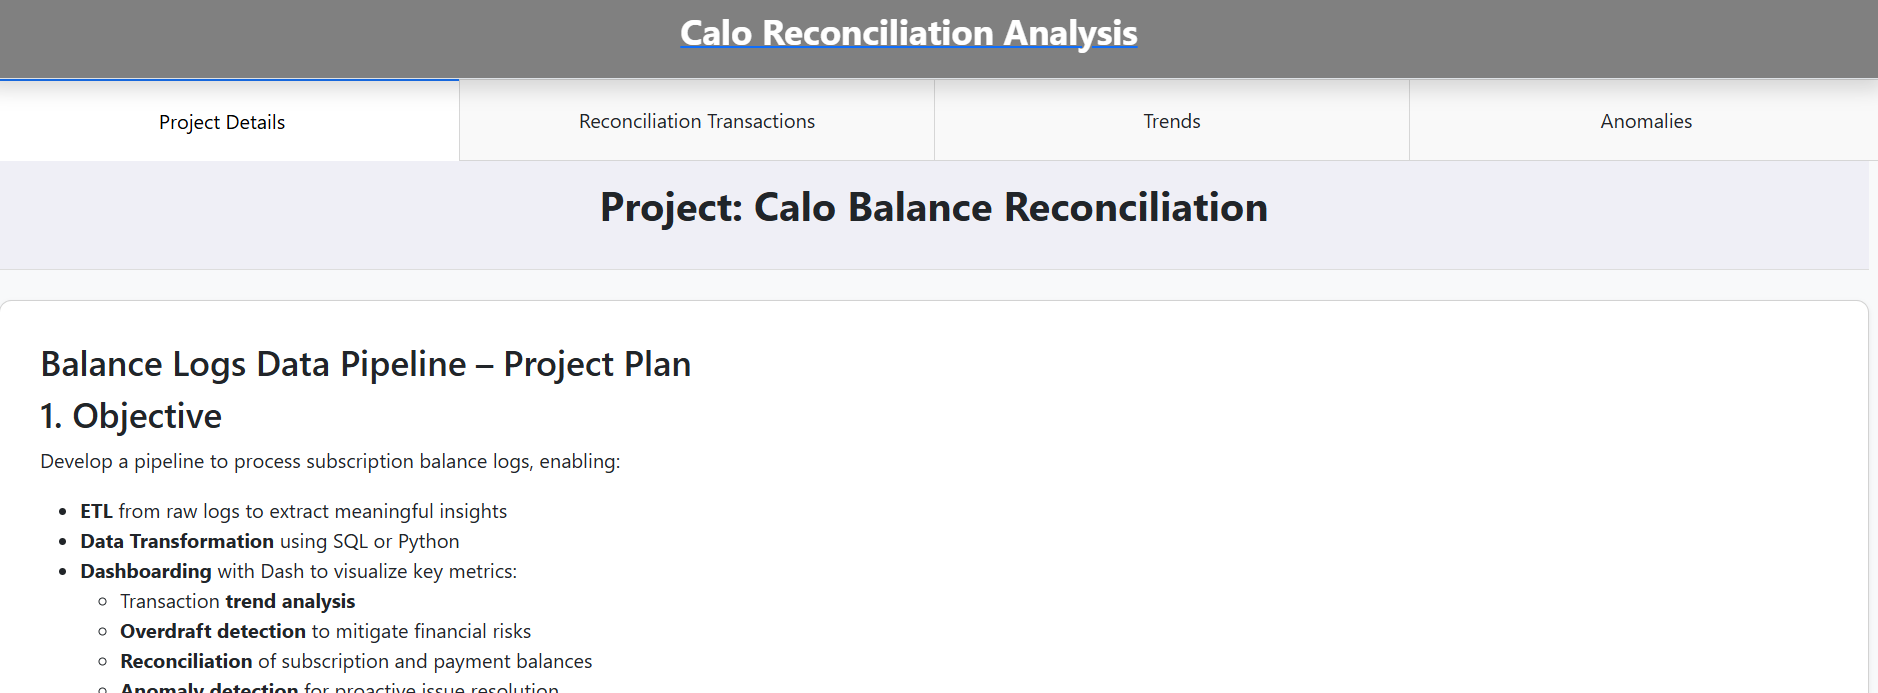 Calo Reconciliation Analysis
Project Details
Reconciliation Transactions
Trends
Anomalies
Project: Calo Balance Reconciliation
Balance Logs Data Pipeline – Project Plan
1. Objective
Develop a pipeline to process subscription balance logs, enabling:
• ETL from raw logs to extract meaningful insights
• Data Transformation using SQL or Python
• Dashboarding with Dash to visualize key metrics:
◦ Transaction trend analysis
◦ Overdraft detection to mitigate financial risks
◦ Reconciliation of subscription and payment balances
◦ Anomaly detection for proactive issue resolution